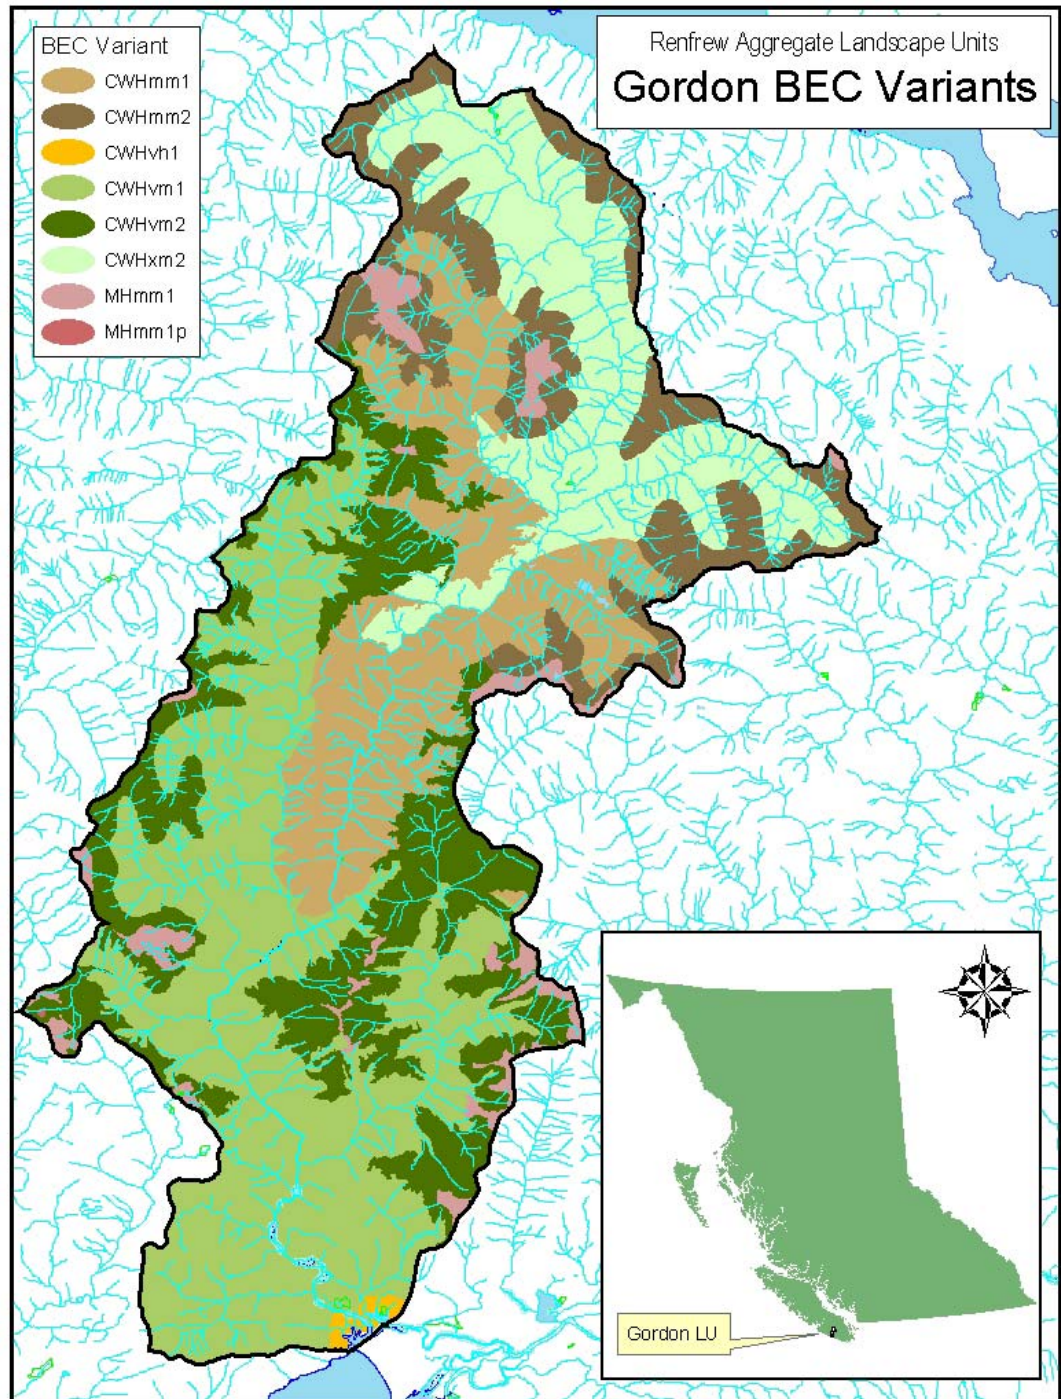 BEC Variant
CWHmm1
CWHmm2
CWHvh1
CWHvm1
CWHvm2
CWHxm2
MHmm1
MHmm1p
Renfrew Aggregate Landscape Units
Gordon BEC Variants
Gordon LU